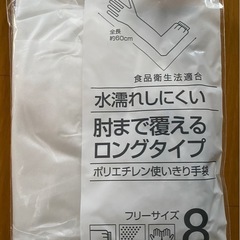 全長
約60cm
食品衛生法適合
水濡れしにくい
肘まで覆える
ロングタイプ
ポリエチレン使いきり手袋
フリーサイズ
8